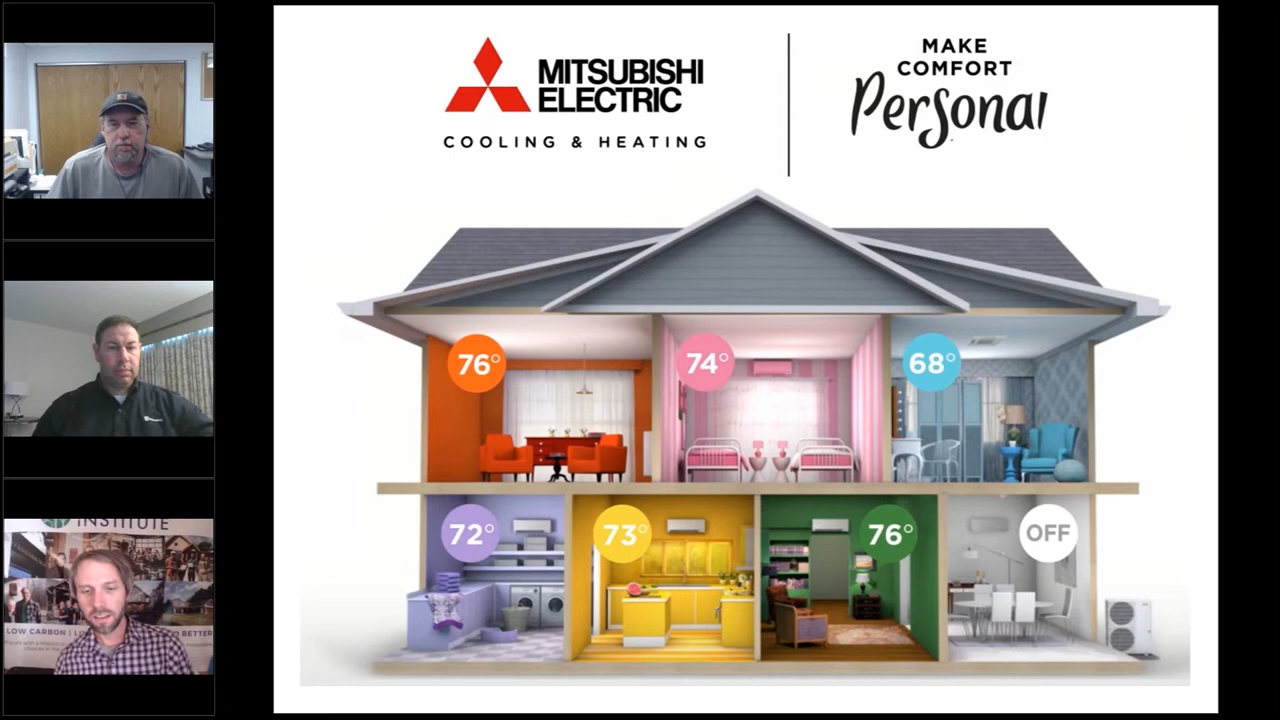 MITSUBISHI
ELECTRIC
COOLING & HEATING
MAKE
COMFORT
Personal
76°
74°
68°
72°
73°
76°
OFF
INSTITUTE
LOW CARBON
BETTER